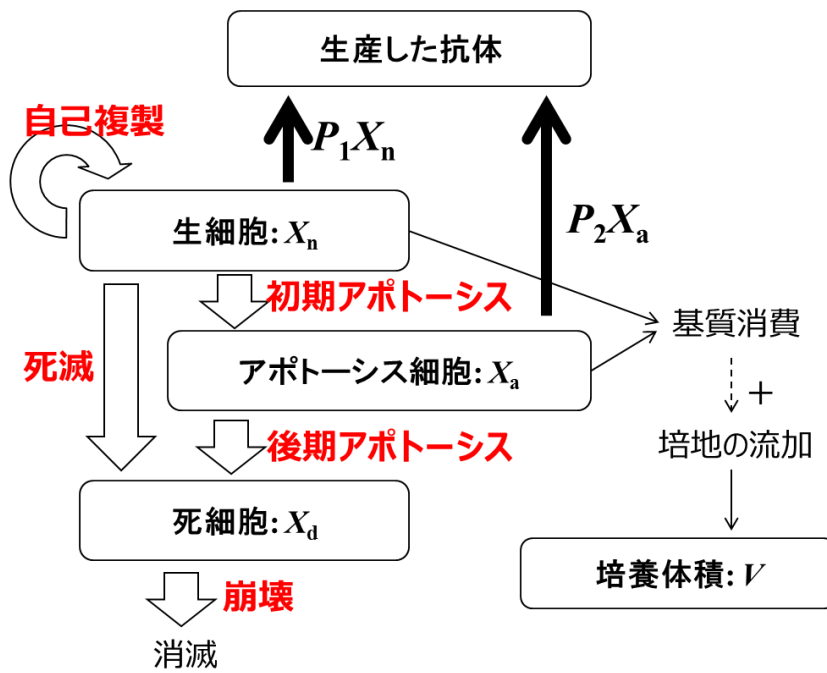 生産した抗体
自己複製
P₁Xₙ
生細胞: Xₙ
P₂Xₐ
初期アポトーシス
基質消費
死滅
アポトーシス細胞: Xₐ
+
後期アポトーシス
培地の流加
死細胞: X_d
培養体積: V
崩壊
消滅